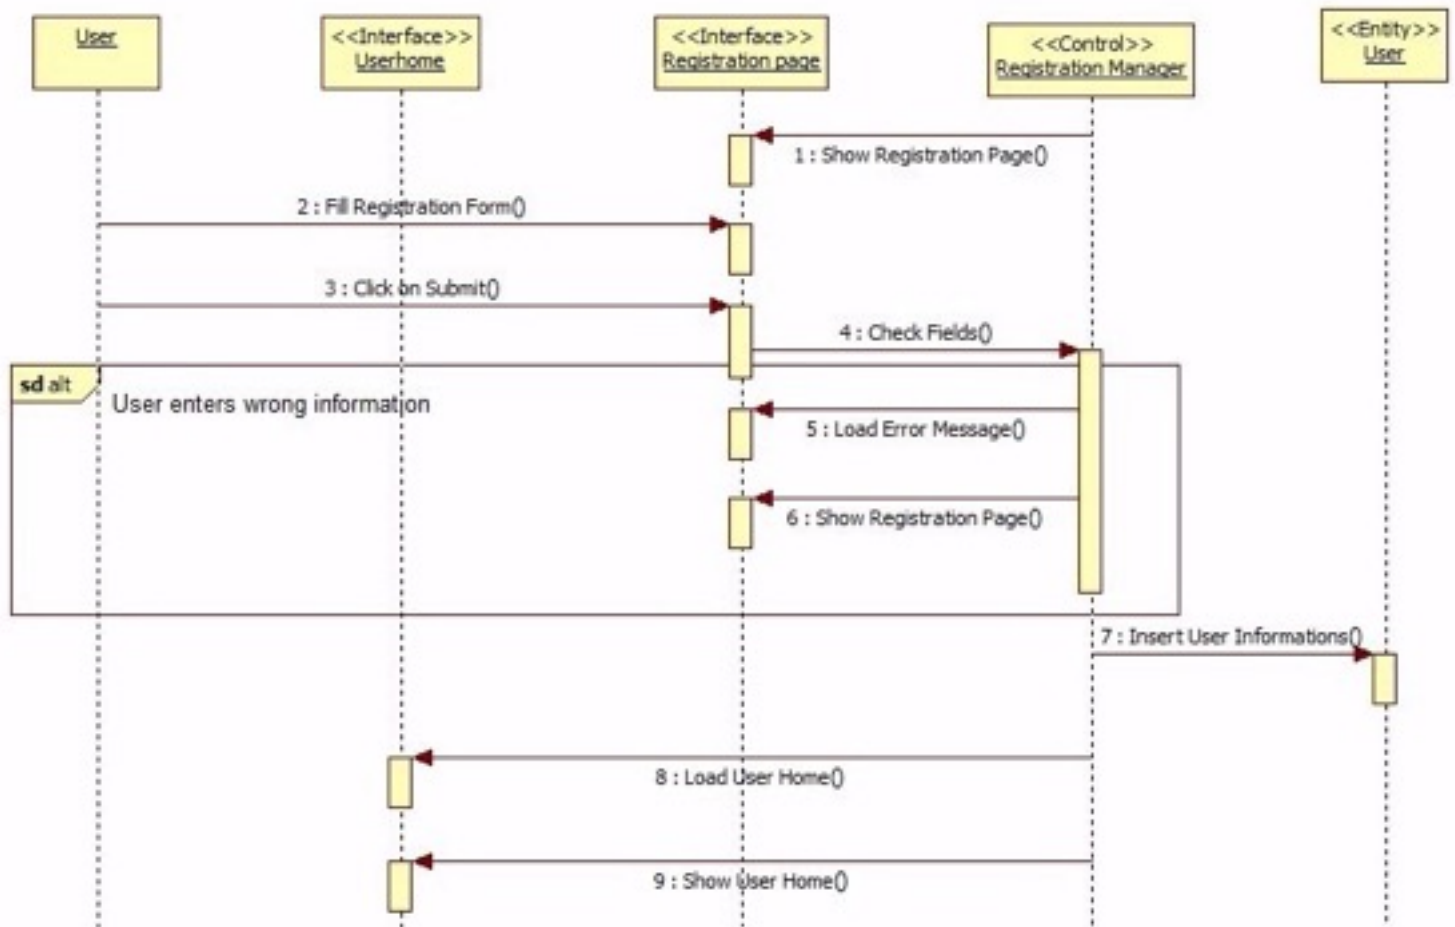 User
<<Interface>>
Userhome
<<Interface>>
Registration page
<<Control>>
Registration Manager
<<Entity>>
User
1 : Show Registration Page()
2 : Fill Registration Form()
3 : Click on Submit()
4 : Check Fields()
sd alt
User enters wrong information
5 : Load Error Message()
6 : Show Registration Page()
7 : Insert User Informations()
8 : Load User Home()
9 : Show User Home()